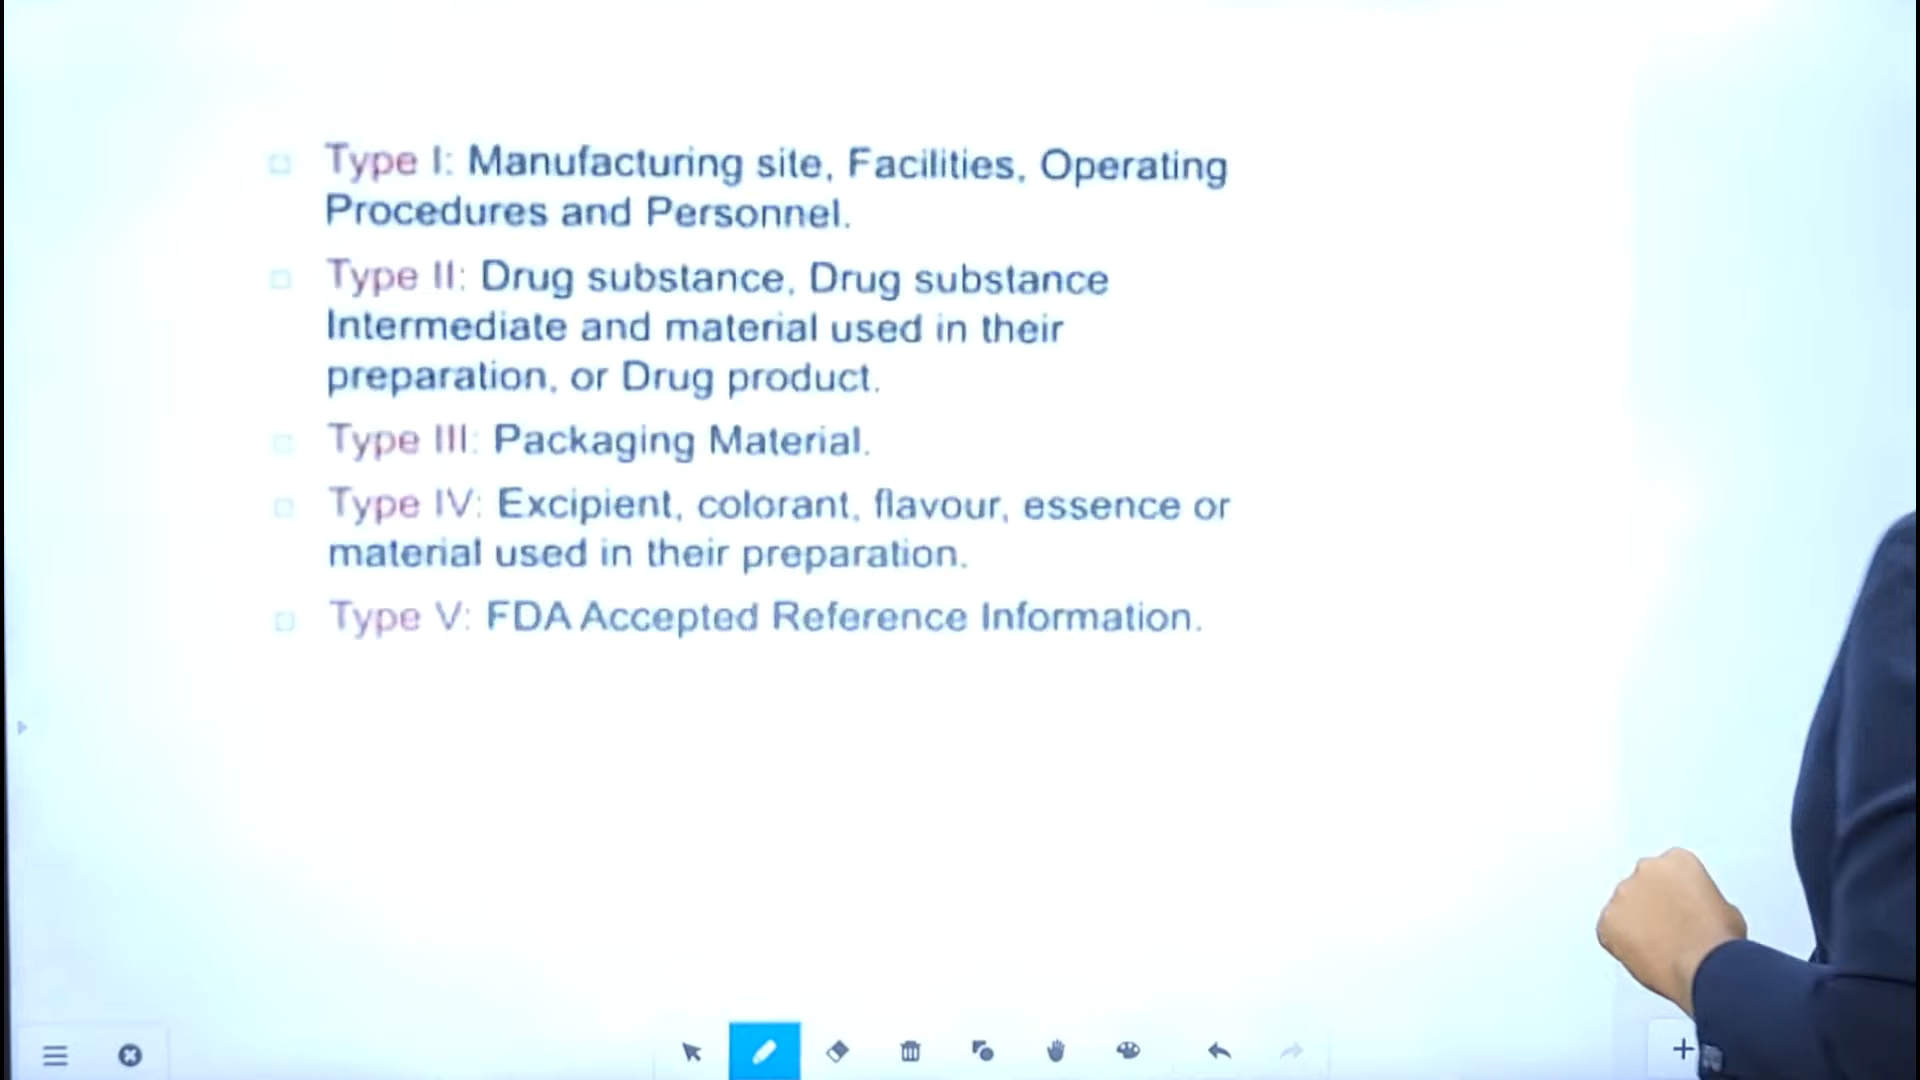 Type I: Manufacturing site, Facilities, Operating
Procedures and Personnel.
Type II: Drug substance, Drug substance
Intermediate and material used in their
preparation, or Drug product.
Type III: Packaging Material.
Type IV: Excipient, colorant, flavour, essence or
material used in their preparation.
Type V: FDA Accepted Reference Information.